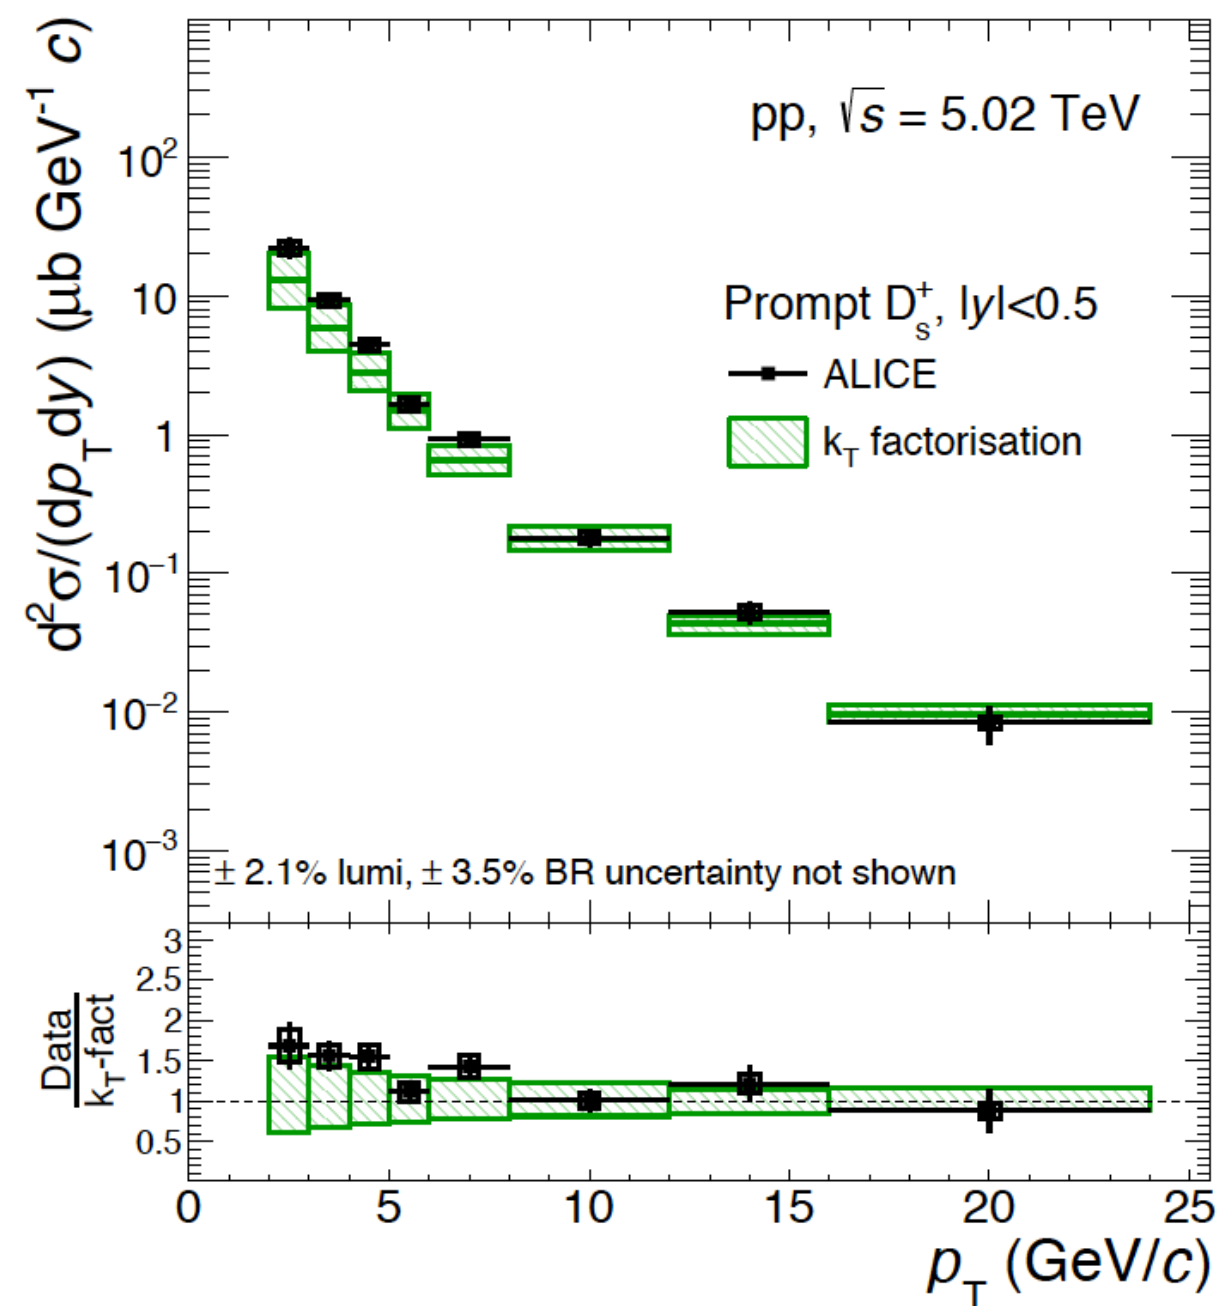 d²σ/(dp_T dy) (μb GeV⁻¹ c)
pp, √s = 5.02 TeV
10²
10
1
10⁻¹
10⁻²
10⁻³
Prompt D_s⁺, |y|<0.5
ALICE
k_T factorisation
± 2.1% lumi, ± 3.5% BR uncertainty not shown
Data
k_T-fact
3
2.5
2
1.5
1
0.5
0 5 10 15 20 25
p_T (GeV/c)